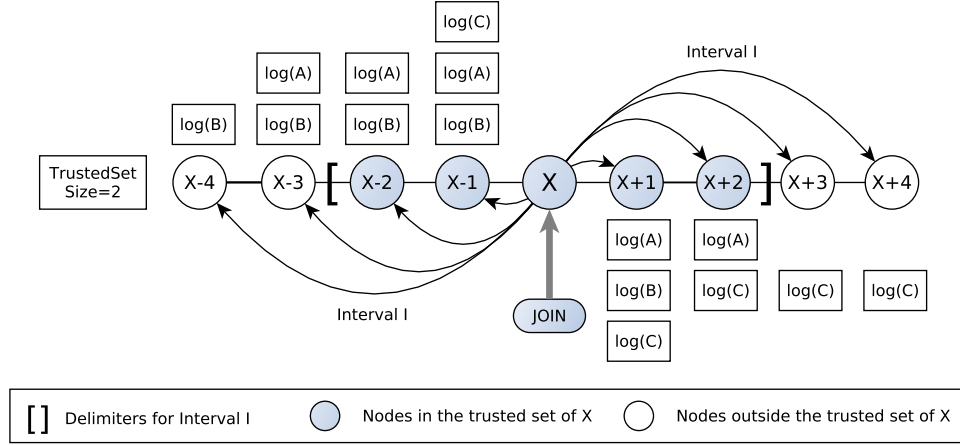 log(C)
Interval I
log(A)
log(A)
log(A)
log(B)
log(B)
log(B)
log(B)
TrustedSet
Size=2
X-4
X-3
[
X-2
X-1
X
X+1
X+2
]
X+3
X+4
log(A)
log(A)
log(B)
log(C)
log(C)
log(C)
Interval I
JOIN
log(C)
[ ] Delimiters for Interval I
Nodes in the trusted set of X
Nodes outside the trusted set of X